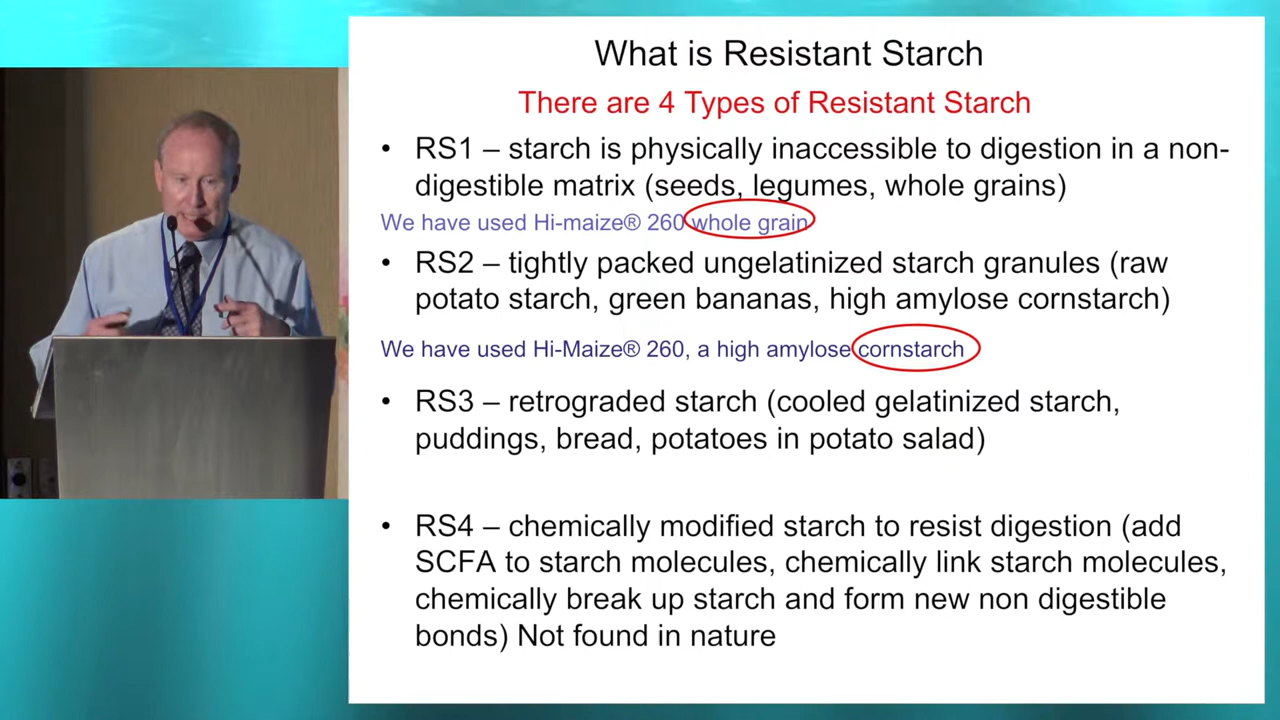 What is Resistant Starch
There are 4 Types of Resistant Starch
• RS1 – starch is physically inaccessible to digestion in a non-
digestible matrix (seeds, legumes, whole grains)
We have used Hi-maize® 260 whole grain
• RS2 – tightly packed ungelatinized starch granules (raw
potato starch, green bananas, high amylose cornstarch)
We have used Hi-Maize® 260, a high amylose cornstarch
• RS3 – retrograded starch (cooled gelatinized starch,
puddings, bread, potatoes in potato salad)
• RS4 – chemically modified starch to resist digestion (add
SCFA to starch molecules, chemically link starch molecules,
chemically break up starch and form new non digestible
bonds) Not found in nature